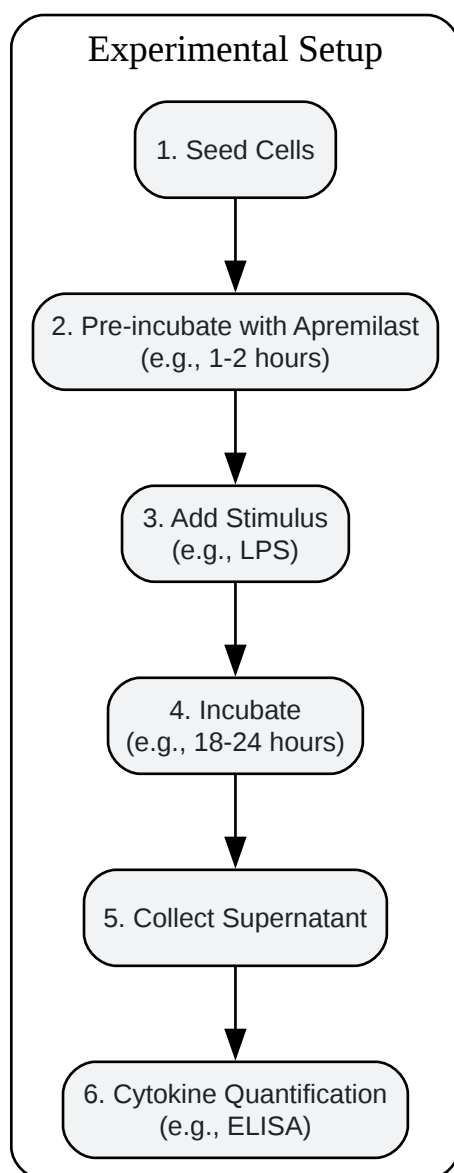 Experimental Setup
1. Seed Cells
2. Pre-incubate with Apremilast
(e.g., 1-2 hours)
3. Add Stimulus
(e.g., LPS)
4. Incubate
(e.g., 18-24 hours)
5. Collect Supernatant
6. Cytokine Quantification
(e.g., ELISA)